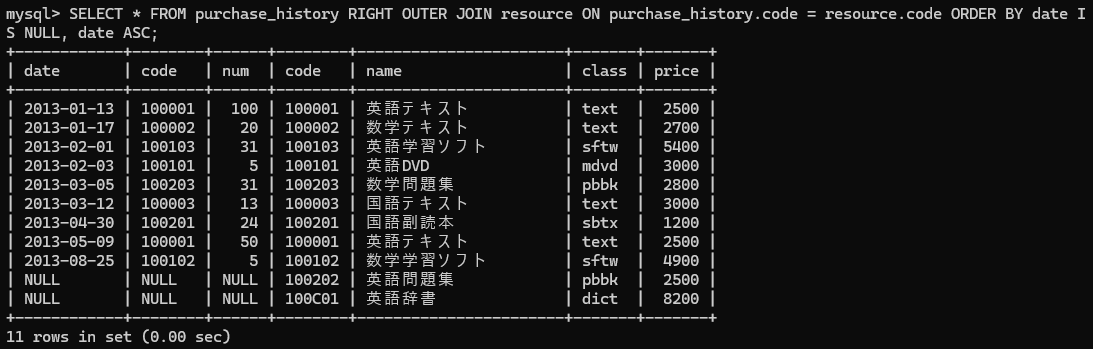 mysql> SELECT * FROM purchase_history RIGHT OUTER JOIN resource ON purchase_history.code = resource.code ORDER BY date I
S NULL, date ASC;
+------------+--------+------+--------+-----------------------+-------+-------+
| date       | code   | num  | code   | name                  | class | price |
+------------+--------+------+--------+-----------------------+-------+-------+
| 2013-01-13 | 100001 |  100 | 100001 | 英語テキスト          | text  |  2500 |
| 2013-01-17 | 100002 |   20 | 100002 | 数学テキスト          | text  |  2700 |
| 2013-02-01 | 100103 |   31 | 100103 | 英語学習ソフト        | sftw  |  5400 |
| 2013-02-03 | 100101 |    5 | 100101 | 英語DVD               | mdvd  |  3000 |
| 2013-03-05 | 100203 |   31 | 100203 | 数学問題集            | pbbk  |  2800 |
| 2013-03-12 | 100003 |   13 | 100003 | 国語テキスト          | text  |  3000 |
| 2013-04-30 | 100201 |   24 | 100201 | 国語副読本            | sbtx  |  1200 |
| 2013-05-09 | 100001 |   50 | 100001 | 英語テキスト          | text  |  2500 |
| 2013-08-25 | 100102 |    5 | 100102 | 数学学習ソフト        | sftw  |  4900 |
| NULL       | NULL   | NULL | 100202 | 英語問題集            | pbbk  |  2500 |
| NULL       | NULL   | NULL | 100C01 | 英語辞書              | dict  |  8200 |
+------------+--------+------+--------+-----------------------+-------+-------+
11 rows in set (0.00 sec)